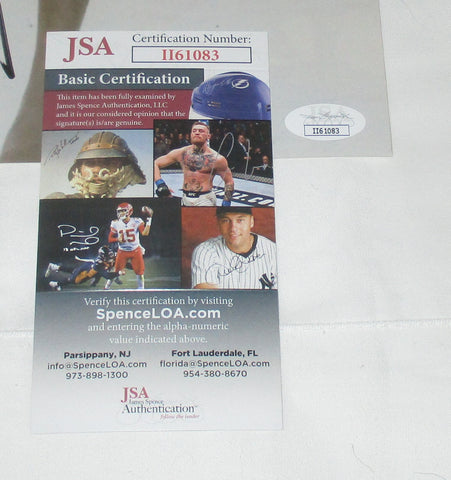 JSA
Certification Number:
II61083
Basic Certification
This item has been fully examined by
James Spence Authentication, LLC
and it is our considered opinion that the
signature(s) is/are genuine.
II61083
15
Verify this certification by visiting
SpenceLOA.com
and entering the alpha-numeric
value indicated above.
Parsippany, NJ
info@SpenceLOA.com
973-898-1300
Fort Lauderdale, FL
florida@SpenceLOA.com
954-380-8670
JSA
James Spence
Authentication
follow the leader